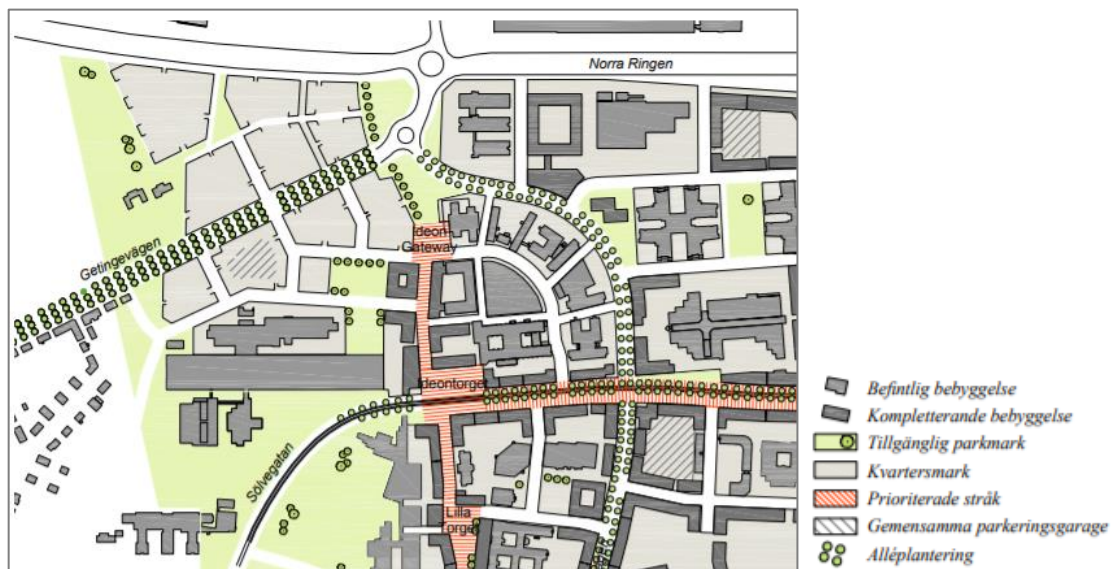 Norra Ringen
Getingevägen
Ideon
Gateway
Ideontorget
Sölvegatan
Lilla
Torget
Befintlig bebyggelse
Kompletterande bebyggelse
Tillgänglig parkmark
Kvartersmark
Prioriterade stråk
Gemensamma parkeringsgarage
Alléplantering